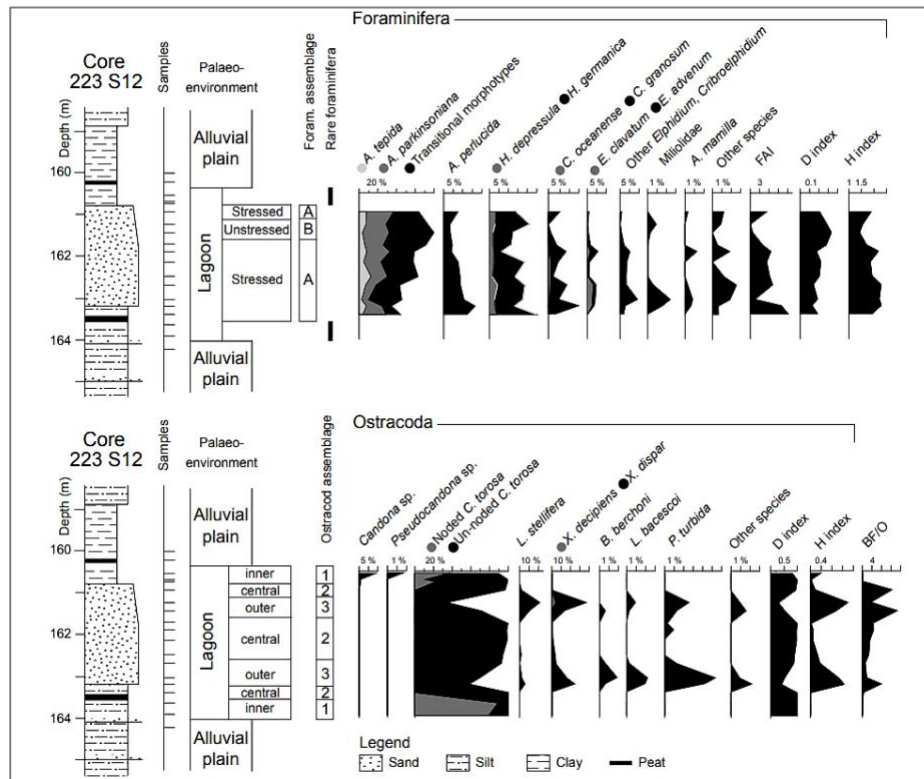 Foraminifera
Core
223 S12
Depth (m)
Samples
Palaeo-
environment
Foram. assemblage
Rare foraminifera
A. tepida
A. parkinsoniana
Transitional morphotypes
A. perlucida
H. depressula
H. germanica
C. oceanense
C. granosum
E. clavatum
E. advenum
Other Elphidium, Cribroelphidium
Miliolidae
A. mamilla
Other species
FAI
D index
H index
20 % 5 % 5 % 5 % 5 % 5 % 1 % 1 % 1 % 3 0.1 1 1.5
160
162
164
Alluvial
plain
Lagoon
Stressed A
Unstressed B
Stressed A
Alluvial
plain
Ostracoda
Core
223 S12
Depth (m)
Samples
Palaeo-
environment
Ostracod assemblage
Candona sp.
Pseudocandona sp.
Noded C. torosa
Un-noded C. torosa
L. stellifera
X. decipiens
X. dispar
B. berchoni
L. bacescoi
P. turbida
Other species
D index
H index
BF/O
5 % 1 % 20 % 10 % 10 % 1 % 1 % 1 % 1 % 0.5 0.4 4
160
162
164
Alluvial
plain
Lagoon
inner 1
central 2
outer 3
central 2
outer 3
central 2
inner 1
Alluvial
plain
Legend
Sand Silt Clay Peat